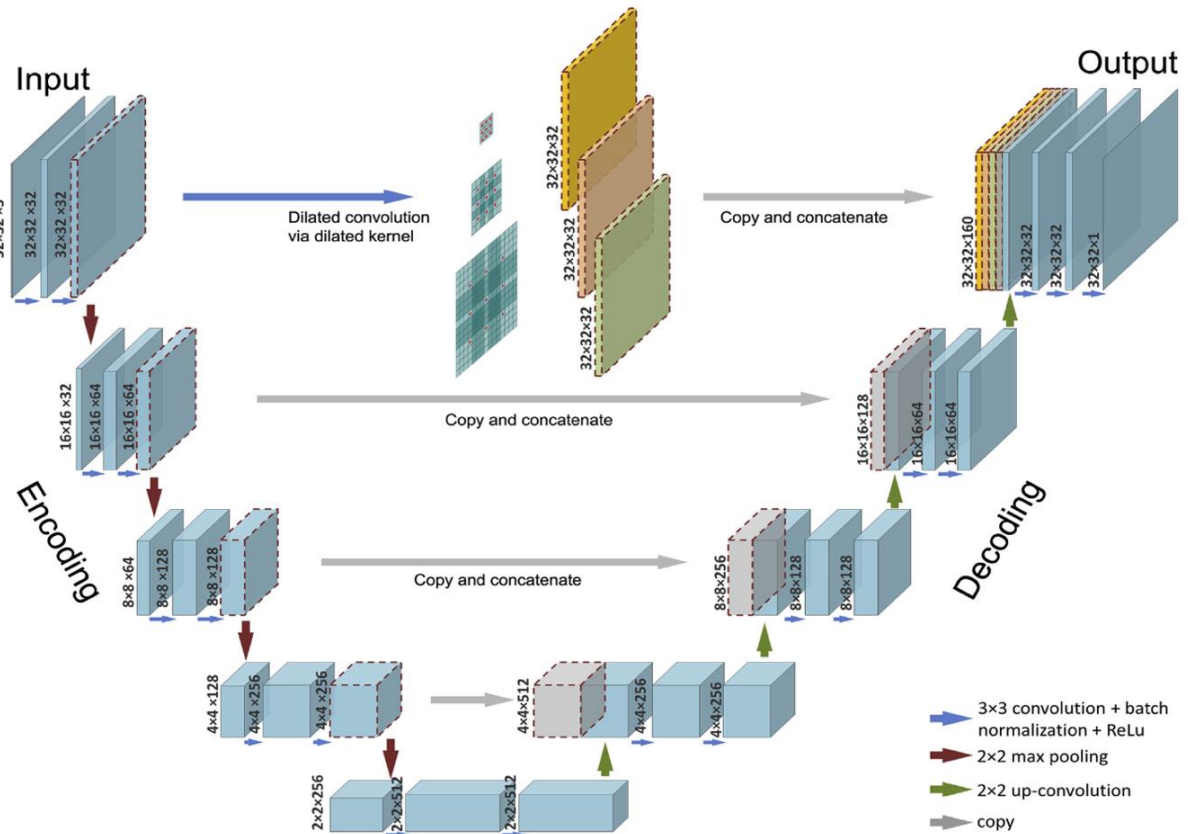 Input
Output
32×32 ×32
32×32 ×32
Dilated convolution
via dilated kernel
32×32×32
32×32×32
32×32×32
Copy and concatenate
32×32×160
32×32×32
32×32×32
32×32×1
16×16 ×32
16×16 ×64
16×16 ×64
Copy and concatenate
16×16×128
16×16×64
16×16×64
Encoding
Decoding
8×8×64
8×8 ×128
8×8 ×128
Copy and concatenate
8×8×256
8×8×128
8×8×128
4×4 ×128
4×4 ×256
4×4 ×256
4×4×512
4×4×256
4×4×256
2×2×256
2×2×512
2×2×512
3×3 convolution + batch
normalization + ReLu
2×2 max pooling
2×2 up-convolution
copy